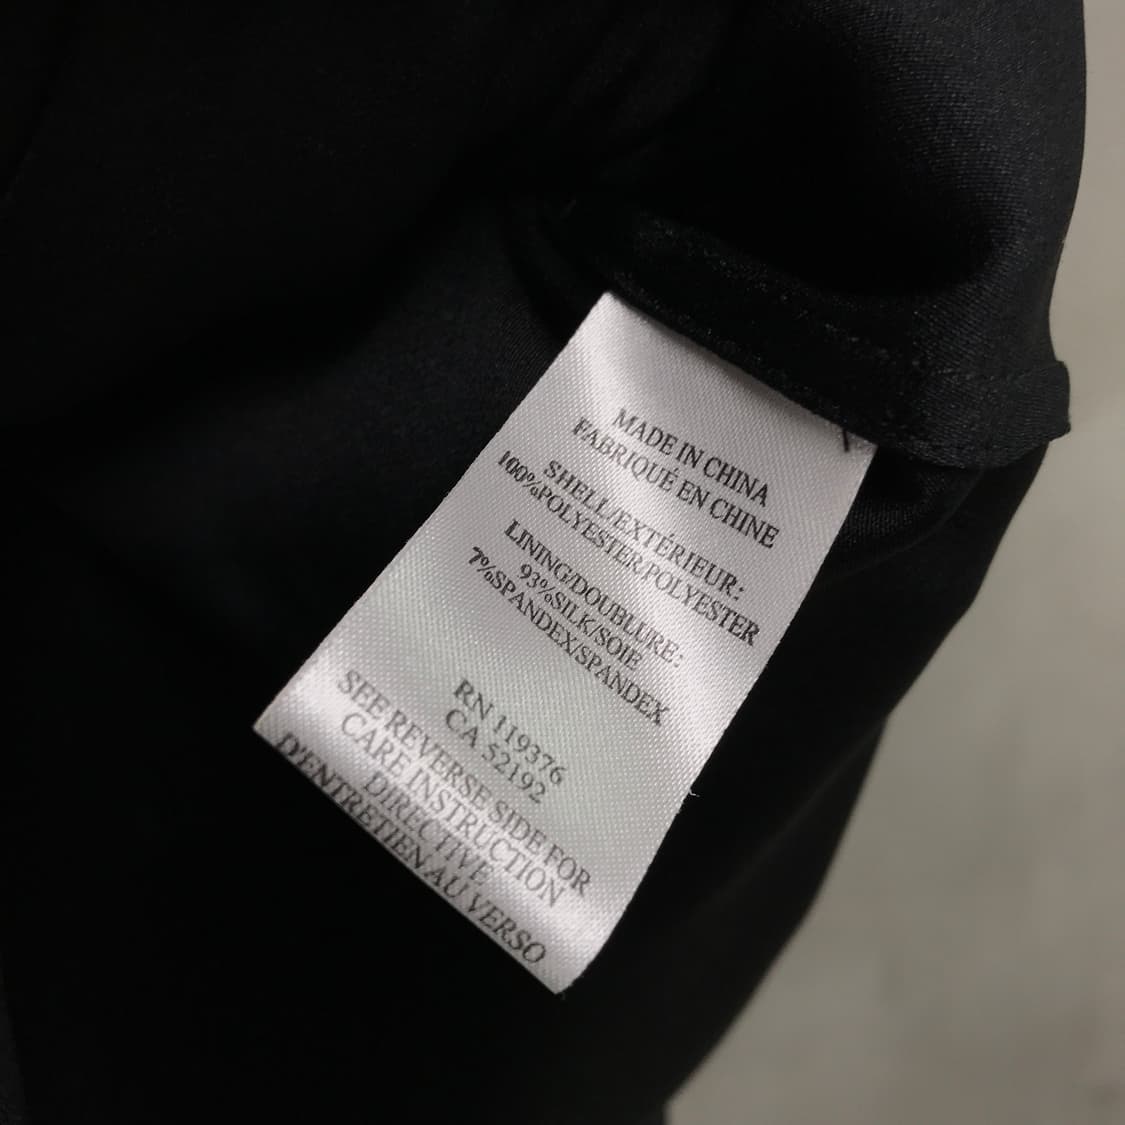 MADE IN CHINA
FABRIQUÉ EN CHINE
SHELL/EXTÉRIEUR:
100%POLYESTER/POLYESTER
LINING/DOUBLURE:
93%SILK/SOIE
7%SPANDEX/SPANDEX
RN 119376
CA 52192
SEE REVERSE SIDE FOR
CARE INSTRUCTION
DIRECTIVE
D'ENTRETIEN AU VERSO